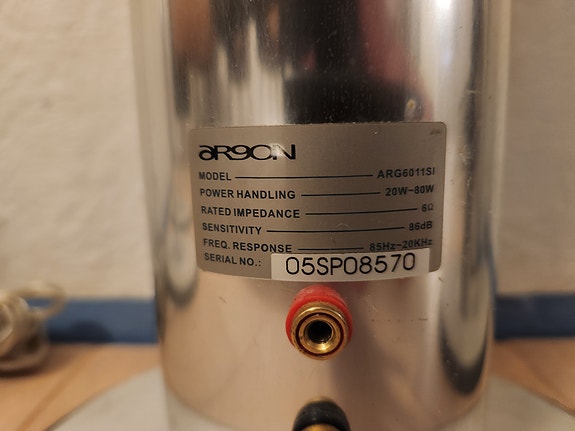 ARGON
MODEL ARG6011SI
POWER HANDLING 20W~80W
RATED IMPEDANCE 6Ω
SENSITIVITY 86dB
FREQ. RESPONSE 85Hz~20KHz
SERIAL NO.: 05SP08570